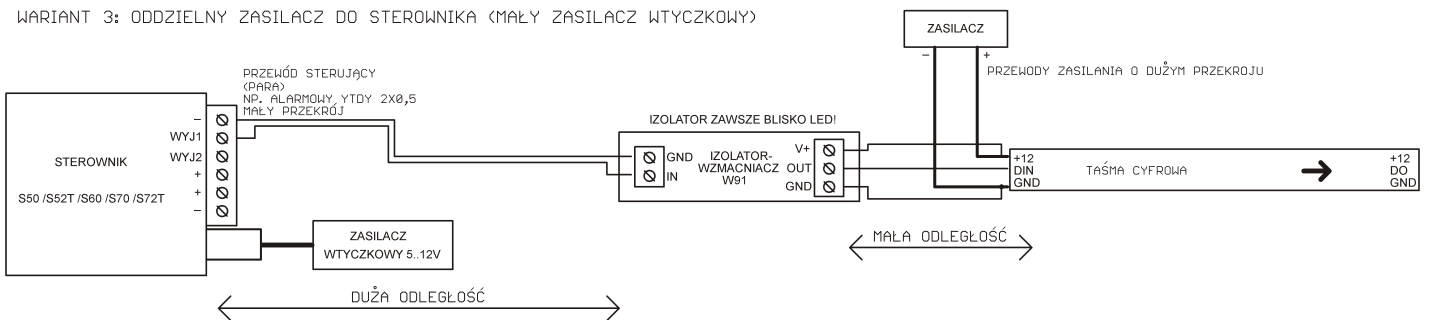 WARIANT 3: ODDZIELNY ZASILACZ DO STEROWNIKA (MAŁY ZASILACZ WTYCZKOWY)
ZASILACZ
–
+
PRZEWODY ZASILANIA O DUŻYM PRZEKROJU
PRZEWÓD STERUJĄCY
(PARA)
NP. ALARMOWY YTDY 2X0,5
MAŁY PRZEKRÓJ
STEROWNIK
S50 /S52T /S60 /S70 /S72T
–
WYJ1
WYJ2
+
+
–
ZASILACZ
WTYCZKOWY 5..12V
IZOLATOR ZAWSZE BLISKO LED!
GND
IN
IZOLATOR-
WZMACNIACZ
W91
V+
OUT
GND
+12
DIN
GND
TAŚMA CYFROWA
+12
DO
GND
MAŁA ODLEGŁOŚĆ
DUŻA ODLEGŁOŚĆ